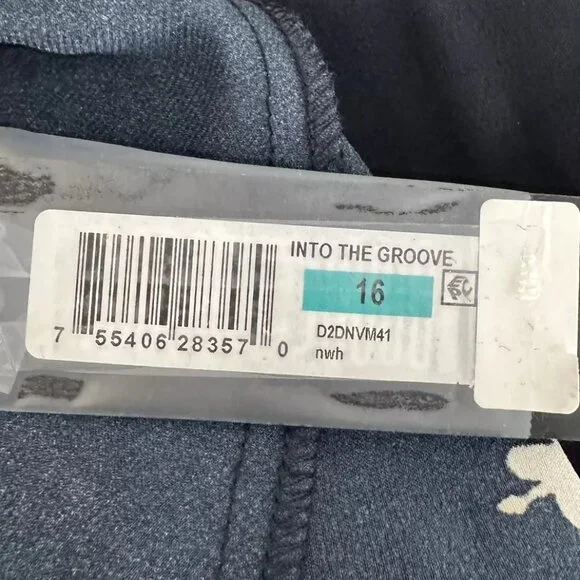 INTO THE GROOVE
16
D2DNVM41
nwh
7 55406 28357 0